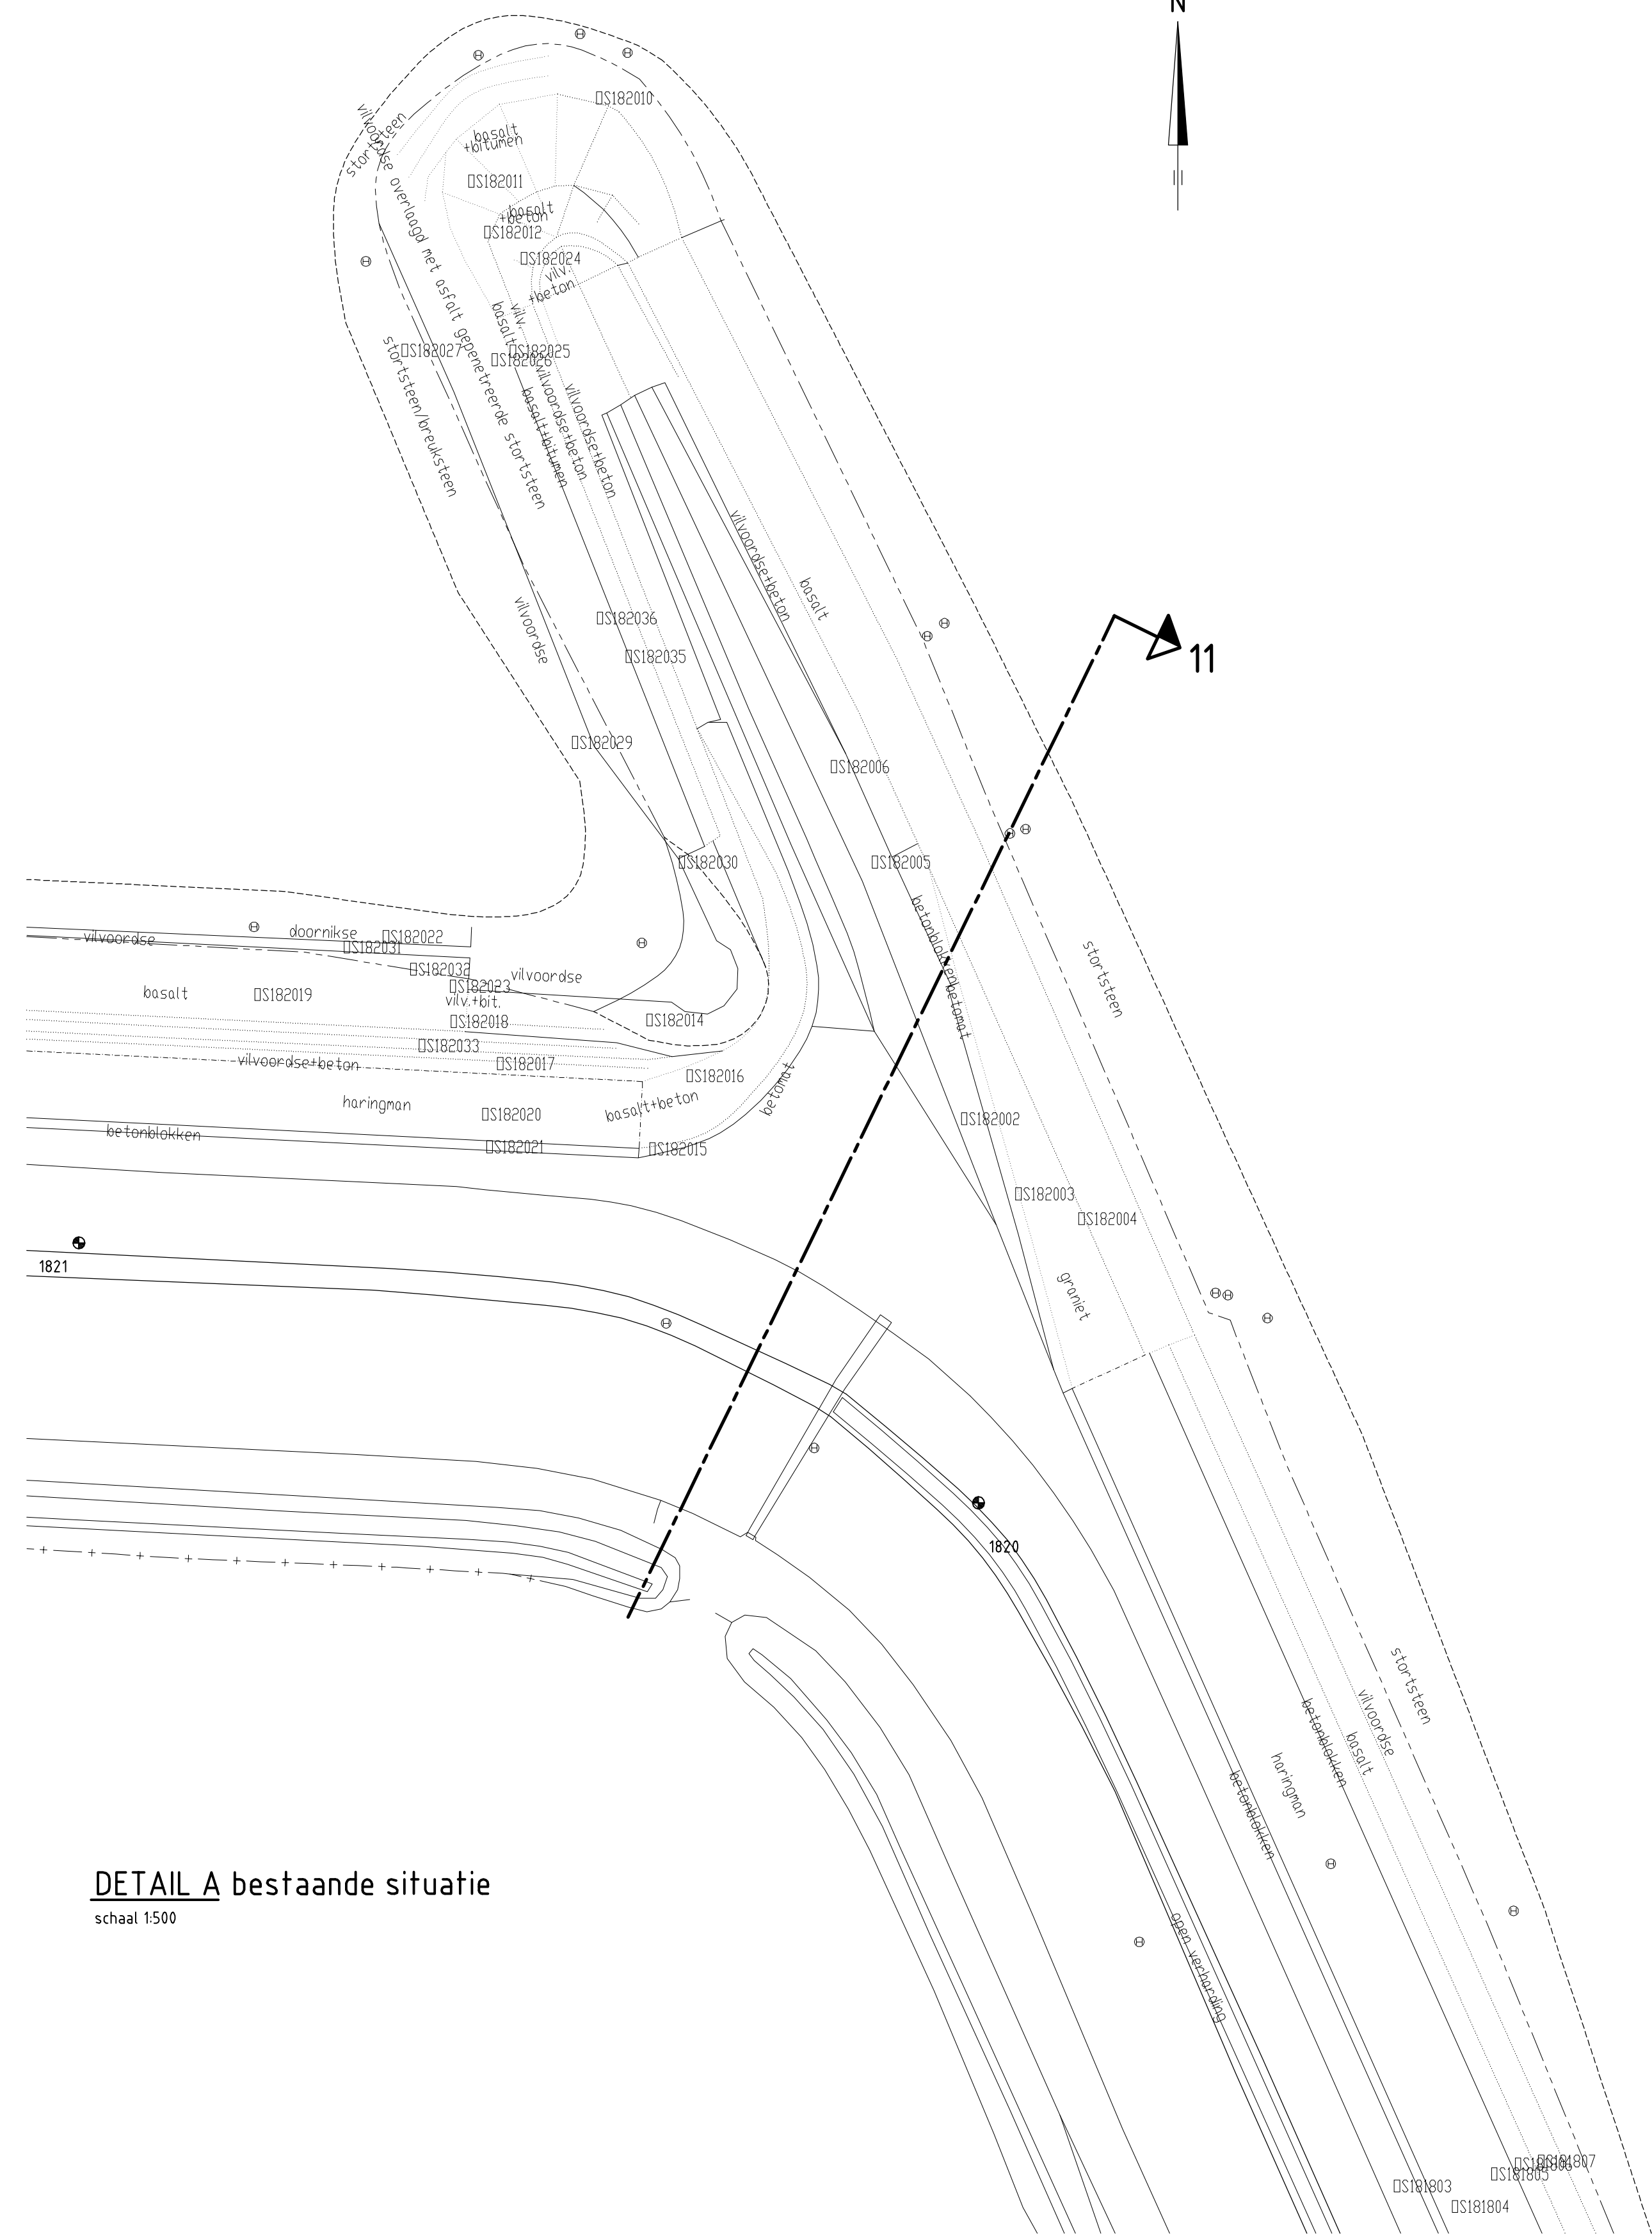 N
▯S182010
basalt
+bitumen
stortsteen
▯S182011
basalt
+beton
▯S182012
▯S182024
vilv.
+beton
vilvoordse overlaagd met asfalt gepenetreerde stortsteen
vilv.
basalt
▯S182027
▯S182025
▯S182026
stortsteen/breuksteen
vilvoordse+beton
vilvoordse+beton
basalt+bitumen
vilvoordse+beton
basalt
vilvoordse
▯S182036
11
▯S182035
▯S182029
▯S182006
▯S182030
▯S182005
doornikse
▯S182022
vilvoordse
▯S182031
betonblokken
stortsteen
▯S182032
vilvoordse
▯S182023
basalt
▯S182019
vilv.+bit.
betomat
▯S182018
▯S182014
▯S182033
vilvoordse+beton
▯S182017
▯S182016
betomat
haringman
▯S182020
basalt+beton
▯S182002
betonblokken
▯S182021
▯S182015
▯S182003
▯S182004
1821
graniet
1820
stortsteen
vilvoordse
betonblokken
basalt
haringman
betonblokken
DETAIL A bestaande situatie
schaal 1:500
open verharding
▯S181807
▯S181806
▯S181805
▯S181803
▯S181804